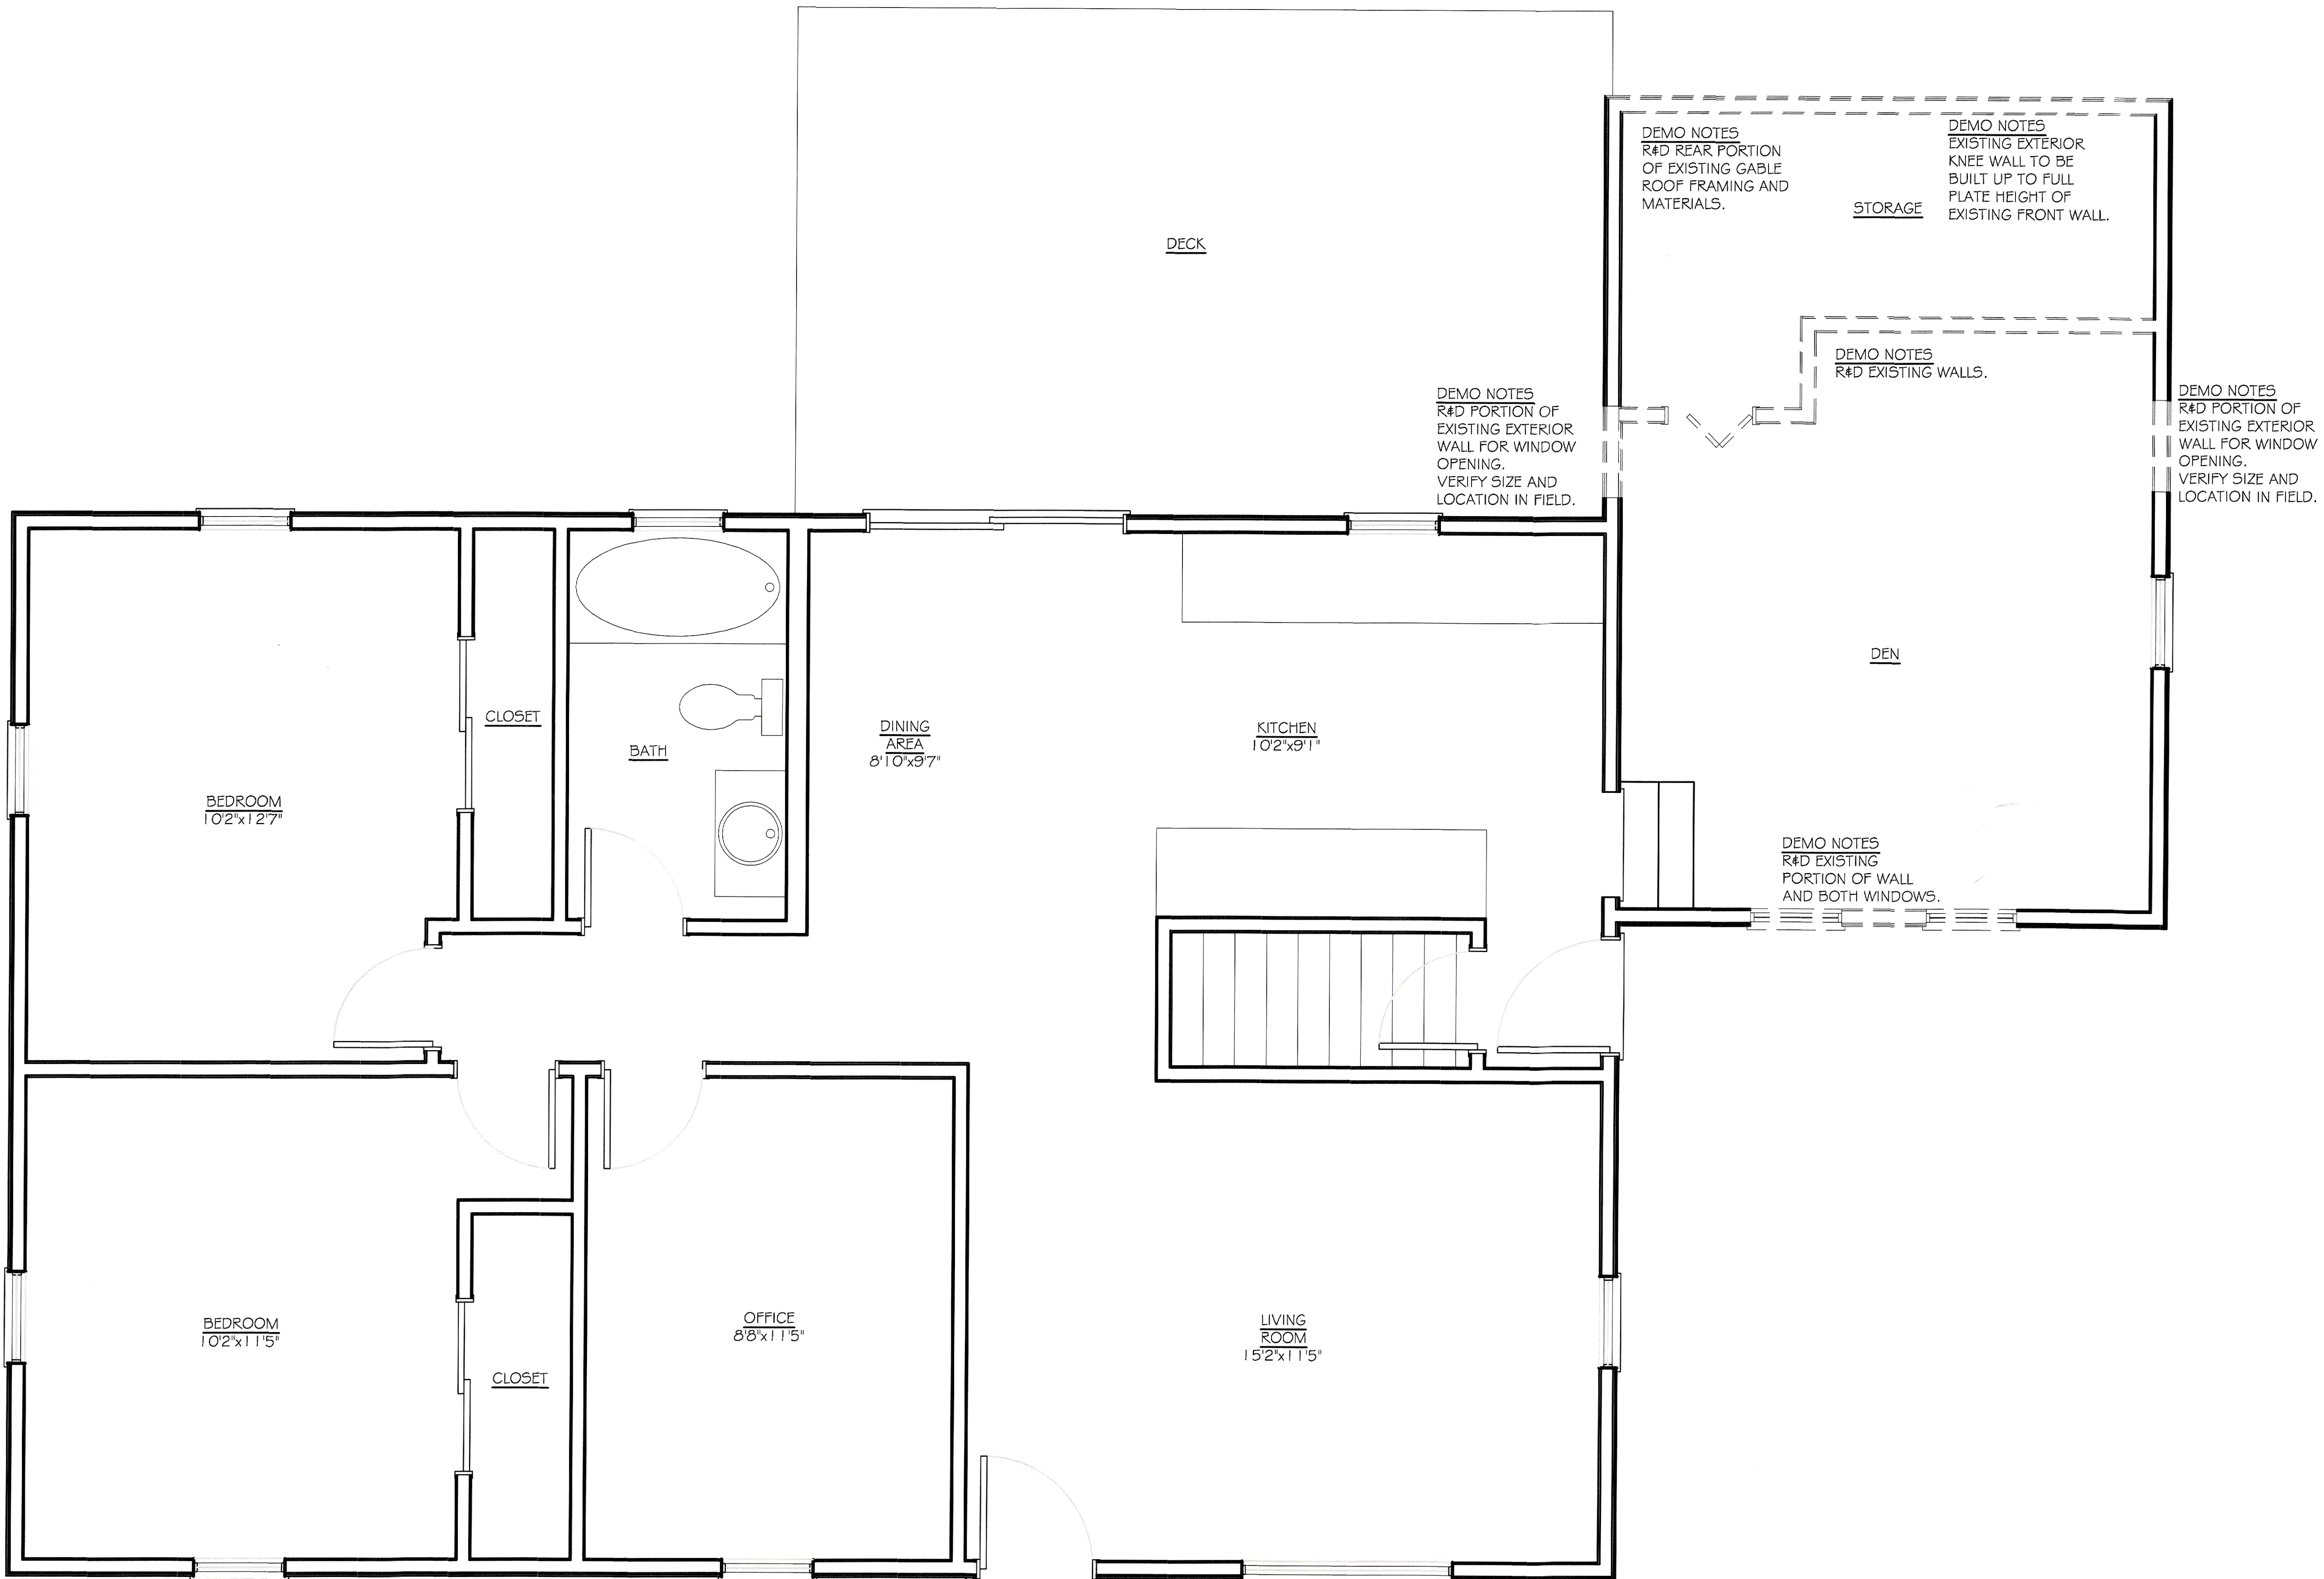 DEMO NOTES
R&D REAR PORTION
OF EXISTING GABLE
ROOF FRAMING AND
MATERIALS.
DEMO NOTES
EXISTING EXTERIOR
KNEE WALL TO BE
BUILT UP TO FULL
PLATE HEIGHT OF
EXISTING FRONT WALL.
STORAGE
DECK
DEMO NOTES
R&D EXISTING WALLS.
DEMO NOTES
R&D PORTION OF
EXISTING EXTERIOR
WALL FOR WINDOW
OPENING.
VERIFY SIZE AND
LOCATION IN FIELD.
DEMO NOTES
R&D PORTION OF
EXISTING EXTERIOR
WALL FOR WINDOW
OPENING.
VERIFY SIZE AND
LOCATION IN FIELD.
DEN
CLOSET
BATH
DINING
AREA
8'10"x9'7"
KITCHEN
10'2"x9'1"
BEDROOM
10'2"x12'7"
DEMO NOTES
R&D EXISTING
PORTION OF WALL
AND BOTH WINDOWS.
BEDROOM
10'2"x11'5"
OFFICE
8'8"x11'5"
LIVING
ROOM
15'2"x11'5"
CLOSET